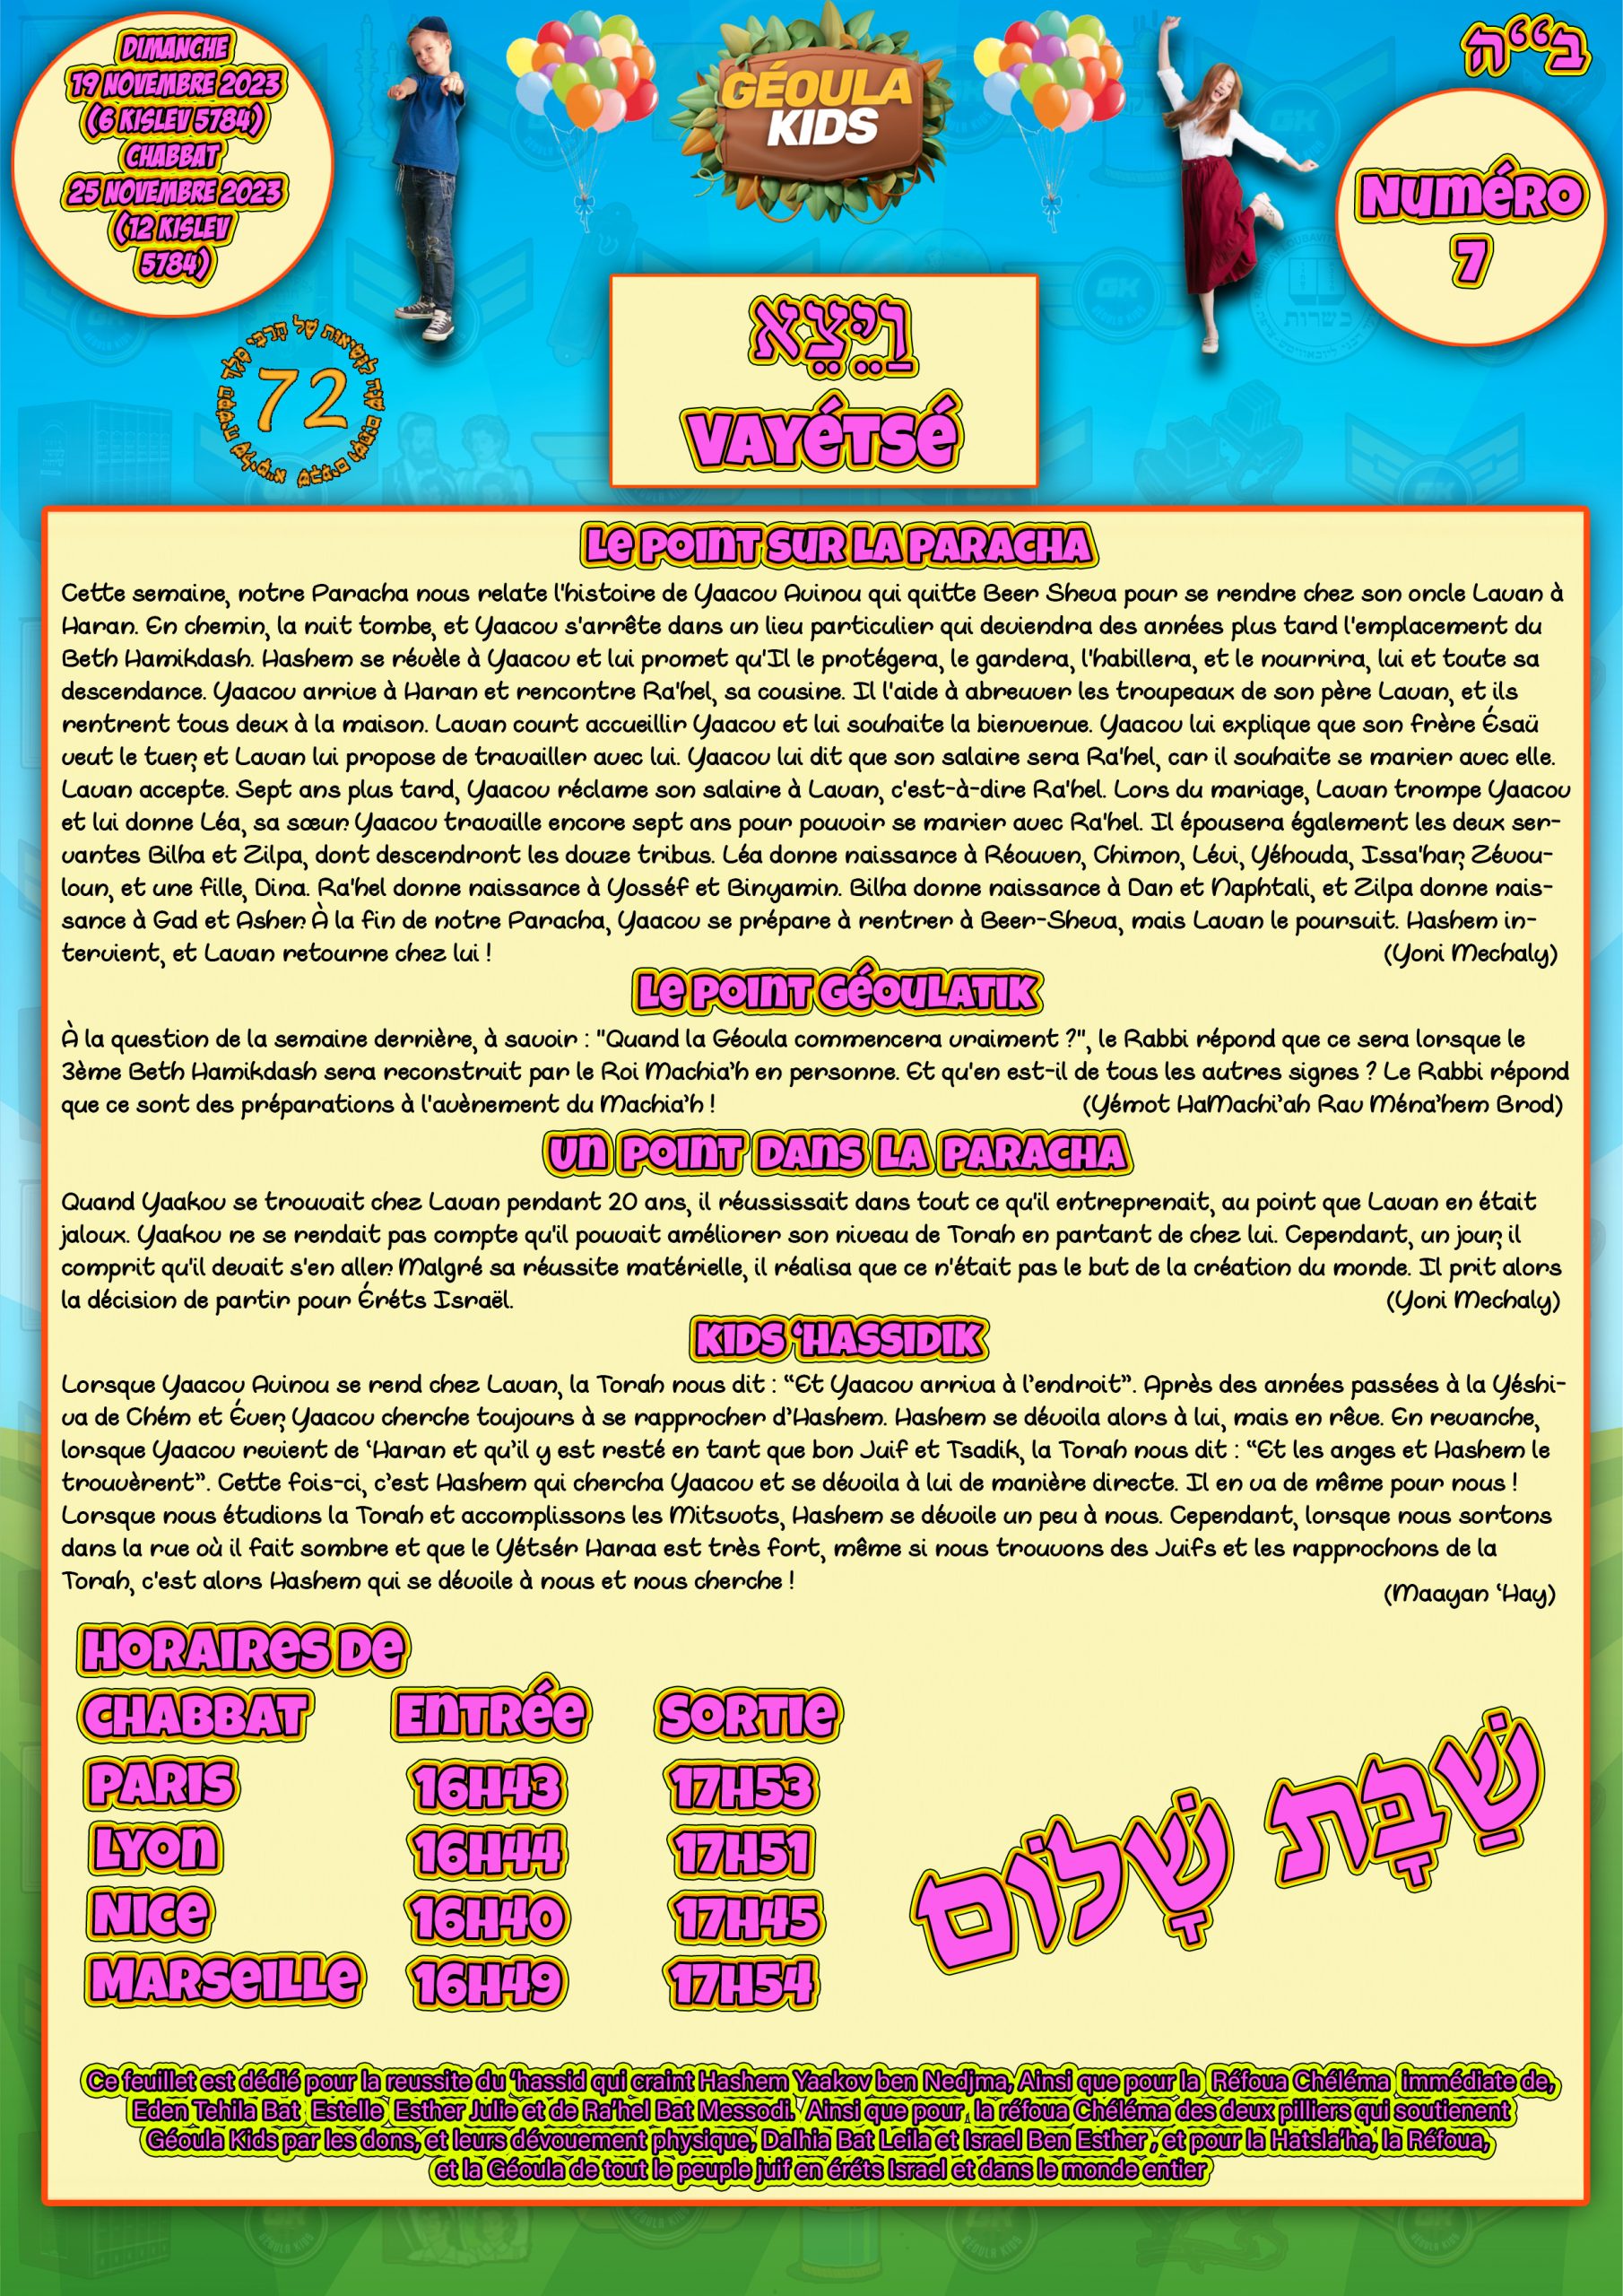 DIMANCHE
19 NOVEMBRE 2023
(6 KISLEV 5784)
CHABBAT
25 NOVEMBRE 2023
(12 KISLEV
5784)
GÉOULA
KIDS
ב“ה
Numéro
7
72
וַיֵּצֵא
Vayétsé
Le point sur la paracha
Cette semaine, notre Paracha nous relate l'histoire de Yaacov Avinou qui quitte Beer Sheva pour se rendre chez son oncle Lavan à
Haran. En chemin, la nuit tombe, et Yaacov s'arrête dans un lieu particulier qui deviendra des années plus tard l'emplacement du
Beth Hamikdash. Hashem se révèle à Yaacov et lui promet qu'Il le protégera, le gardera, l'habillera, et le nourrira, lui et toute sa
descendance. Yaacov arrive à Haran et rencontre Ra'hel, sa cousine. Il l'aide à abreuver les troupeaux de son père Lavan, et ils
rentrent tous deux à la maison. Lavan court accueillir Yaacov et lui souhaite la bienvenue. Yaacov lui explique que son frère Ésaü
veut le tuer, et Lavan lui propose de travailler avec lui. Yaacov lui dit que son salaire sera Ra'hel, car il souhaite se marier avec elle.
Lavan accepte. Sept ans plus tard, Yaacov réclame son salaire à Lavan, c'est-à-dire Ra'hel. Lors du mariage, Lavan trompe Yaacov
et lui donne Léa, sa sœur. Yaacov travaille encore sept ans pour pouvoir se marier avec Ra'hel. Il épousera également les deux ser-
vantes Bilha et Zilpa, dont descendront les douze tribus. Léa donne naissance à Réouven, Chimon, Lévi, Yéhouda, Issa'har, Zévou-
loun, et une fille, Dina. Ra'hel donne naissance à Yosséf et Binyamin. Bilha donne naissance à Dan et Naphtali, et Zilpa donne nais-
sance à Gad et Asher. À la fin de notre Paracha, Yaacov se prépare à rentrer à Beer-Sheva, mais Lavan le poursuit. Hashem in-
tervient, et Lavan retourne chez lui ! (Yoni Mechaly)
Le point Géoulatik
À la question de la semaine dernière, à savoir : "Quand la Géoula commencera vraiment ?", le Rabbi répond que ce sera lorsque le
3ème Beth Hamikdash sera reconstruit par le Roi Machia’h en personne. Et qu'en est-il de tous les autres signes ? Le Rabbi répond
que ce sont des préparations à l'avènement du Machia’h ! (Yémot HaMachi’ah Rav Ména’hem Brod)
Un point dans la paracha
Quand Yaakov se trouvait chez Lavan pendant 20 ans, il réussissait dans tout ce qu'il entreprenait, au point que Lavan en était
jaloux. Yaakov ne se rendait pas compte qu'il pouvait améliorer son niveau de Torah en partant de chez lui. Cependant, un jour, il
comprit qu'il devait s'en aller. Malgré sa réussite matérielle, il réalisa que ce n'était pas le but de la création du monde. Il prit alors
la décision de partir pour Éréts Israël. (Yoni Mechaly)
Kids ‘Hassidik
Lorsque Yaacov Avinou se rend chez Lavan, la Torah nous dit : “Et Yaacov arriva à l’endroit”. Après des années passées à la Yéshi-
va de Chém et Éver, Yaacov cherche toujours à se rapprocher d’Hashem. Hashem se dévoila alors à lui, mais en rêve. En revanche,
lorsque Yaacov revient de ‘Haran et qu’il y est resté en tant que bon Juif et Tsadik, la Torah nous dit : “Et les anges et Hashem le
trouvèrent”. Cette fois-ci, c’est Hashem qui chercha Yaacov et se dévoila à lui de manière directe. Il en va de même pour nous !
Lorsque nous étudions la Torah et accomplissons les Mitsvots, Hashem se dévoile un peu à nous. Cependant, lorsque nous sortons
dans la rue où il fait sombre et que le Yétsér Haraa est très fort, même si nous trouvons des Juifs et les rapprochons de la
Torah, c'est alors Hashem qui se dévoile à nous et nous cherche !
(Maayan ‘Hay)
Horaires de
Chabbat Entrée Sortie
Paris 16H43 17H53
Lyon 16H44 17H51
Nice 16H40 17H45
Marseille 16H49 17H54
שַׁבָּת שָׁלוֹם
Ce feuillet est dédié pour la reussite du ‘hassid qui craint Hashem Yaakov ben Nedjma, Ainsi que pour la Réfoua Chéléma immédiate de,
Eden Tehila Bat Estelle Esther Julie et de Ra’hel Bat Messodi. Ainsi que pour la réfoua Chéléma des deux pilliers qui soutienent
Géoula Kids par les dons, et leurs dévouement physique, Dalhia Bat Leila et Israel Ben Esther , et pour la Hatsla’ha, la Réfoua,
et la Géoula de tout le peuple juif en éréts Israel et dans le monde entier